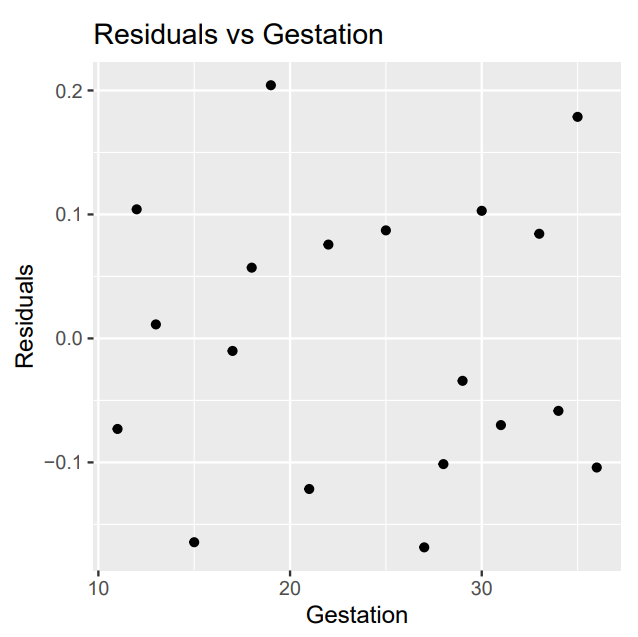 Residuals vs Gestation
0.2
0.1
0.0
−0.1
Residuals
10 20 30
Gestation